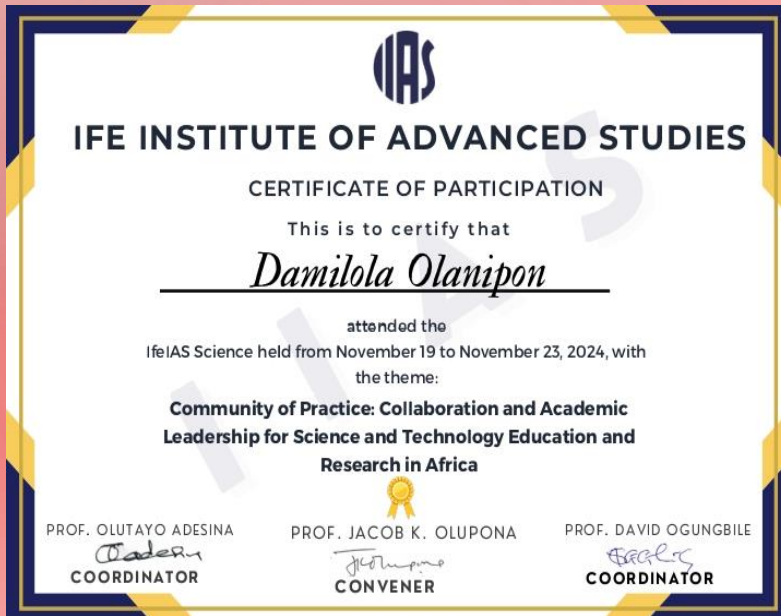 IIAS
IFE INSTITUTE OF ADVANCED STUDIES
CERTIFICATE OF PARTICIPATION
This is to certify that
Damilola Olanipon
attended the
IfeIAS Science held from November 19 to November 23, 2024, with
the theme:
Community of Practice: Collaboration and Academic
Leadership for Science and Technology Education and
Research in Africa
IIAS
PROF. OLUTAYO ADESINA
COORDINATOR
PROF. JACOB K. OLUPONA
CONVENER
PROF. DAVID OGUNGBILE
COORDINATOR